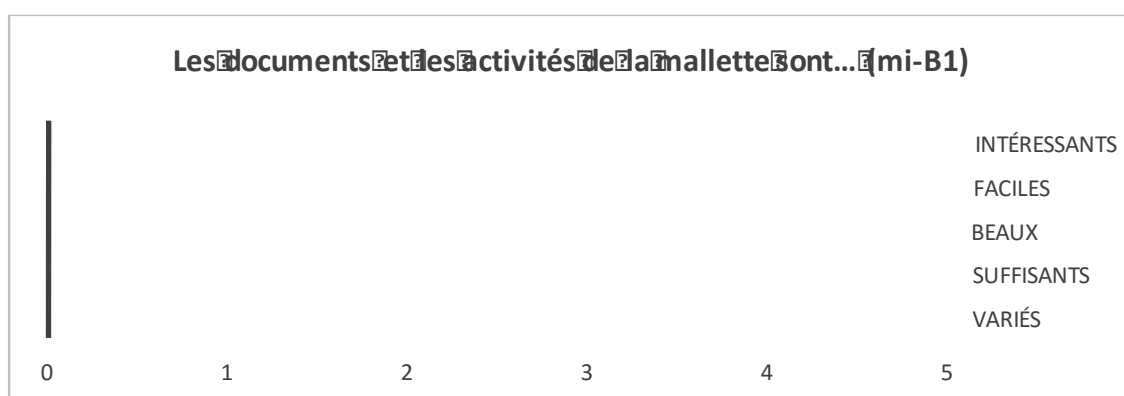 Les documents et les activités de la mallette sont... (mi-B1)
INTÉRESSANTS
FACILES
BEAUX
SUFFISANTS
VARIÉS
0 1 2 3 4 5